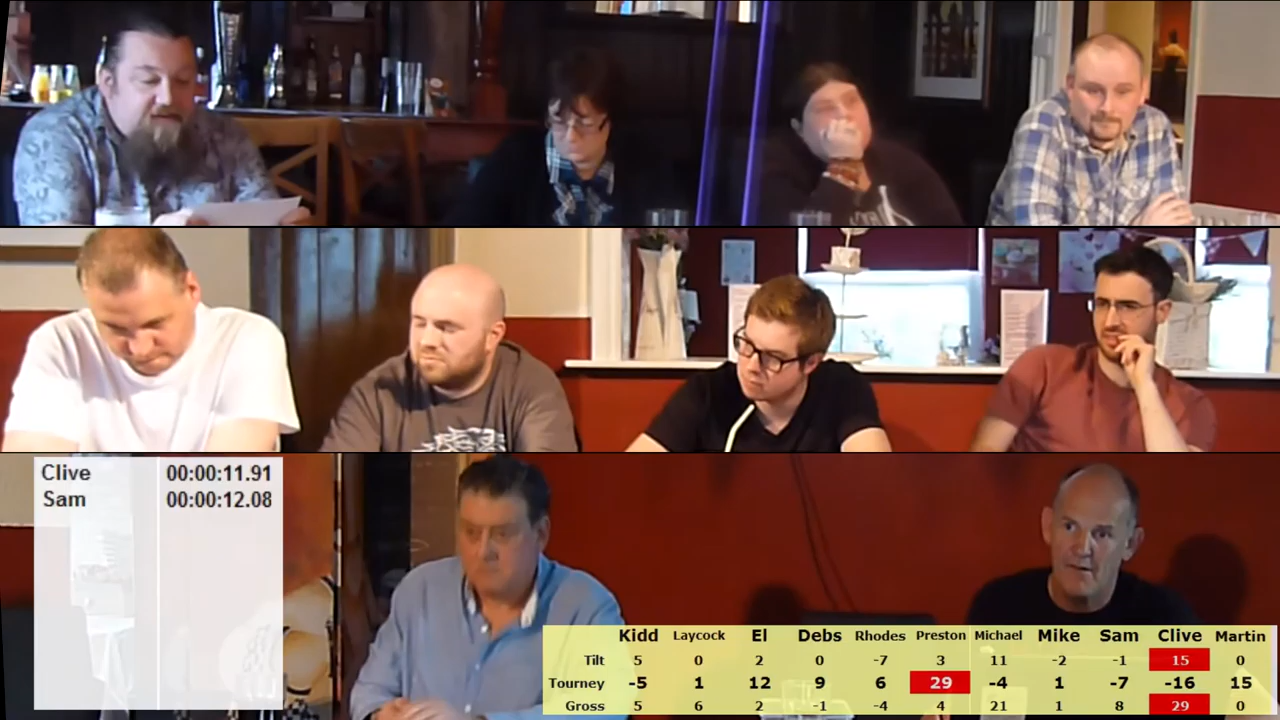 Clive 00:00:11.91
Sam 00:00:12.08
Kidd Laycock El Debs Rhodes Preston Michael Mike Sam Clive Martin
Tilt 5 0 2 0 -7 3 11 -2 -1 15 0
Tourney -5 1 12 9 6 29 -4 1 -7 -16 15
Gross 5 6 2 -1 -4 4 21 1 8 29 0